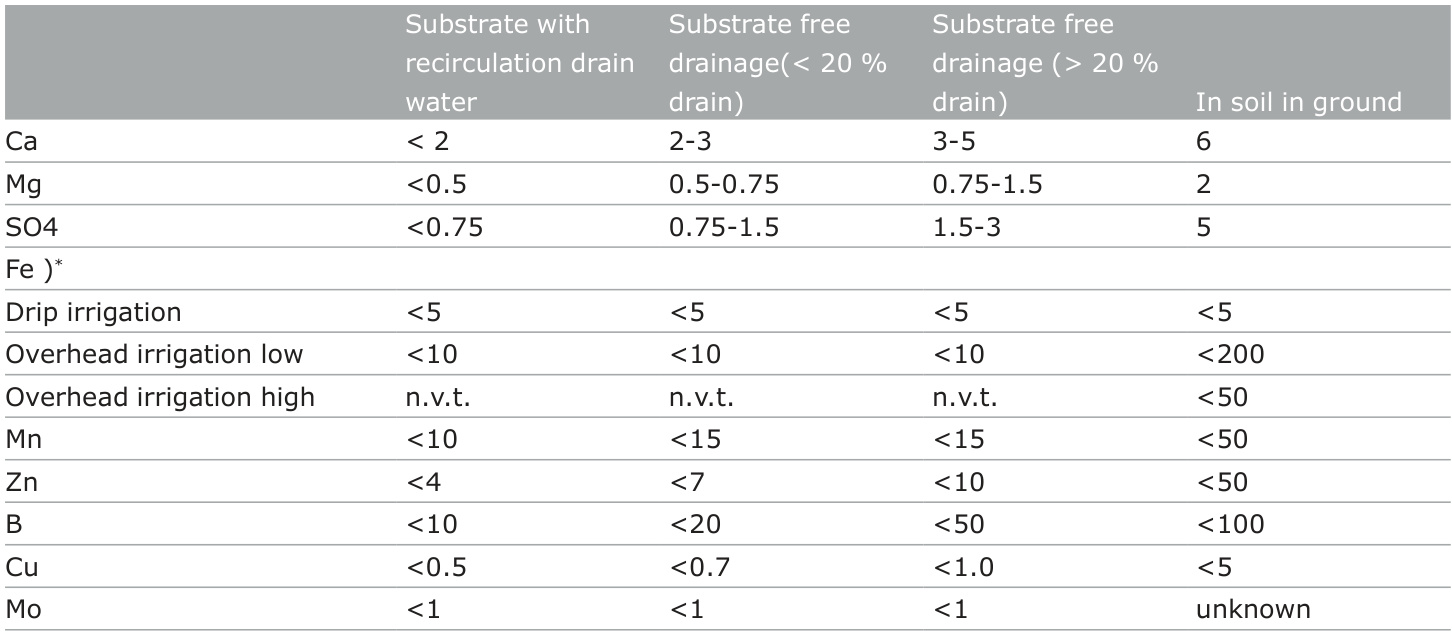 Substrate with recirculation drain water	Substrate free drainage(< 20 % drain)	Substrate free drainage (> 20 % drain)	In soil in ground
Ca	< 2	2-3	3-5	6
Mg	<0.5	0.5-0.75	0.75-1.5	2
SO4	<0.75	0.75-1.5	1.5-3	5
Fe )*
Drip irrigation	<5	<5	<5	<5
Overhead irrigation low	<10	<10	<10	<200
Overhead irrigation high	n.v.t.	n.v.t.	n.v.t.	<50
Mn	<10	<15	<15	<50
Zn	<4	<7	<10	<50
B	<10	<20	<50	<100
Cu	<0.5	<0.7	<1.0	<5
Mo	<1	<1	<1	unknown